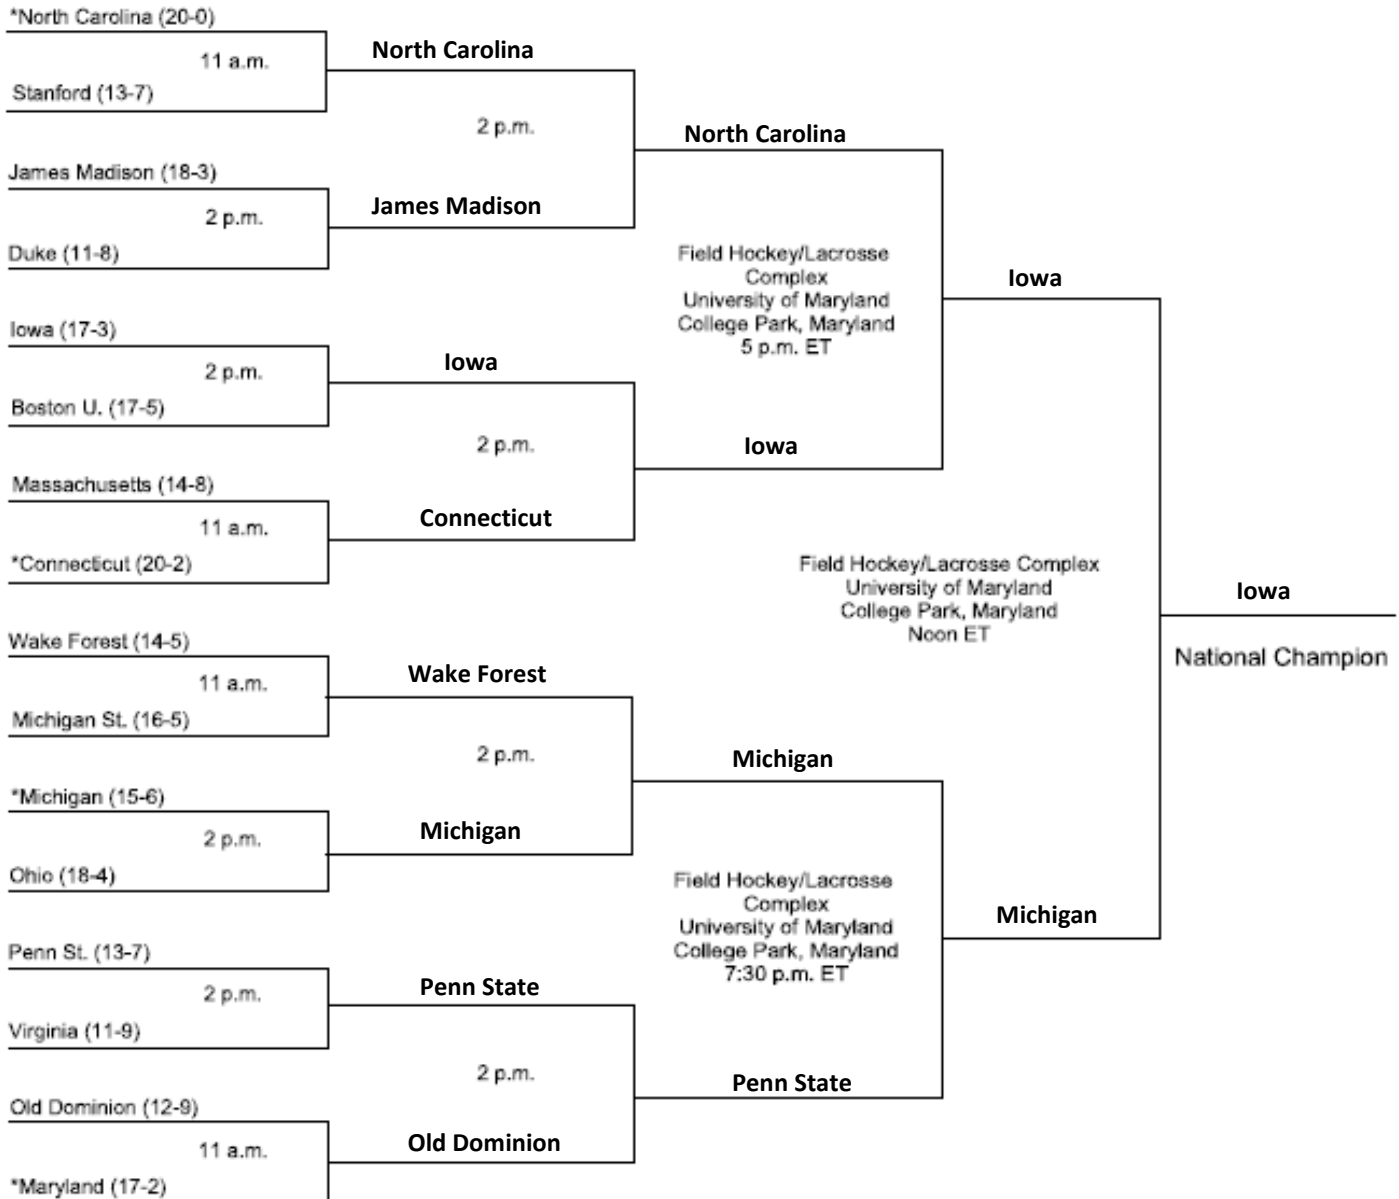 *North Carolina (20-0)
11 a.m.
Stanford (13-7)
James Madison (18-3)
2 p.m.
Duke (11-8)
Iowa (17-3)
2 p.m.
Boston U. (17-5)
Massachusetts (14-8)
11 a.m.
*Connecticut (20-2)
Wake Forest (14-5)
11 a.m.
Michigan St. (16-5)
*Michigan (15-6)
2 p.m.
Ohio (18-4)
Penn St. (13-7)
2 p.m.
Virginia (11-9)
Old Dominion (12-9)
11 a.m.
*Maryland (17-2)
North Carolina
2 p.m.
James Madison
Iowa
2 p.m.
Connecticut
Wake Forest
2 p.m.
Michigan
Penn State
2 p.m.
Old Dominion
North Carolina
Field Hockey/Lacrosse
Complex
University of Maryland
College Park, Maryland
5 p.m. ET
Iowa
Michigan
Field Hockey/Lacrosse
Complex
University of Maryland
College Park, Maryland
7:30 p.m. ET
Penn State
Iowa
Field Hockey/Lacrosse Complex
University of Maryland
College Park, Maryland
Noon ET
Michigan
Iowa
National Champion